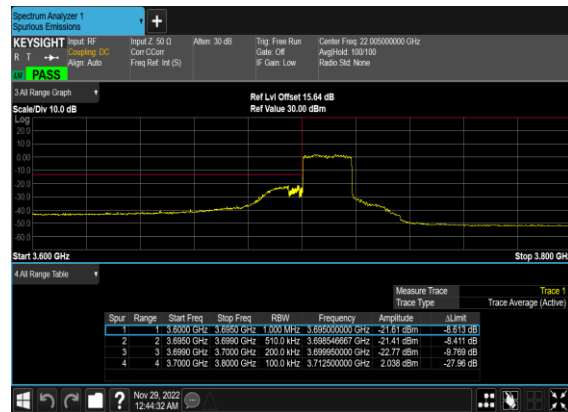 Spectrum Analyzer 1
Spurious Emissions
+
KEYSIGHT Input: RF Input Z: 50 Ω Atten: 30 dB Trig: Free Run Center Freq: 22.005000000 GHz
R T Coupling: DC Corr CCorr Gate: Off Avg|Hold: 100/100
Align: Auto Freq Ref: Int (S) IF Gain: Low Radio Std: None
PASS
3 All Range Graph
Ref Lvl Offset 15.64 dB
Scale/Div 10.0 dB Ref Value 30.00 dBm
Log
20.0
10.0
0.00
-10.0
-20.0
-30.0
-40.0
-50.0
-60.0
Start 3.600 GHz Stop 3.800 GHz
4 All Range Table
Measure Trace Trace 1
Trace Type Trace Average (Active)
Spur Range Start Freq Stop Freq RBW Frequency Amplitude ΔLimit
1 1 3.6000 GHz 3.6950 GHz 1.000 MHz 3.695000000 GHz -21.61 dBm -8.613 dB
2 2 3.6950 GHz 3.6990 GHz 510.0 kHz 3.698546667 GHz -21.41 dBm -8.411 dB
3 3 3.6990 GHz 3.7000 GHz 200.0 kHz 3.699950000 GHz -22.77 dBm -9.769 dB
4 4 3.7000 GHz 3.8000 GHz 100.0 kHz 3.712500000 GHz 2.038 dBm -27.96 dB
? Nov 29, 2022
12:44:32 AM